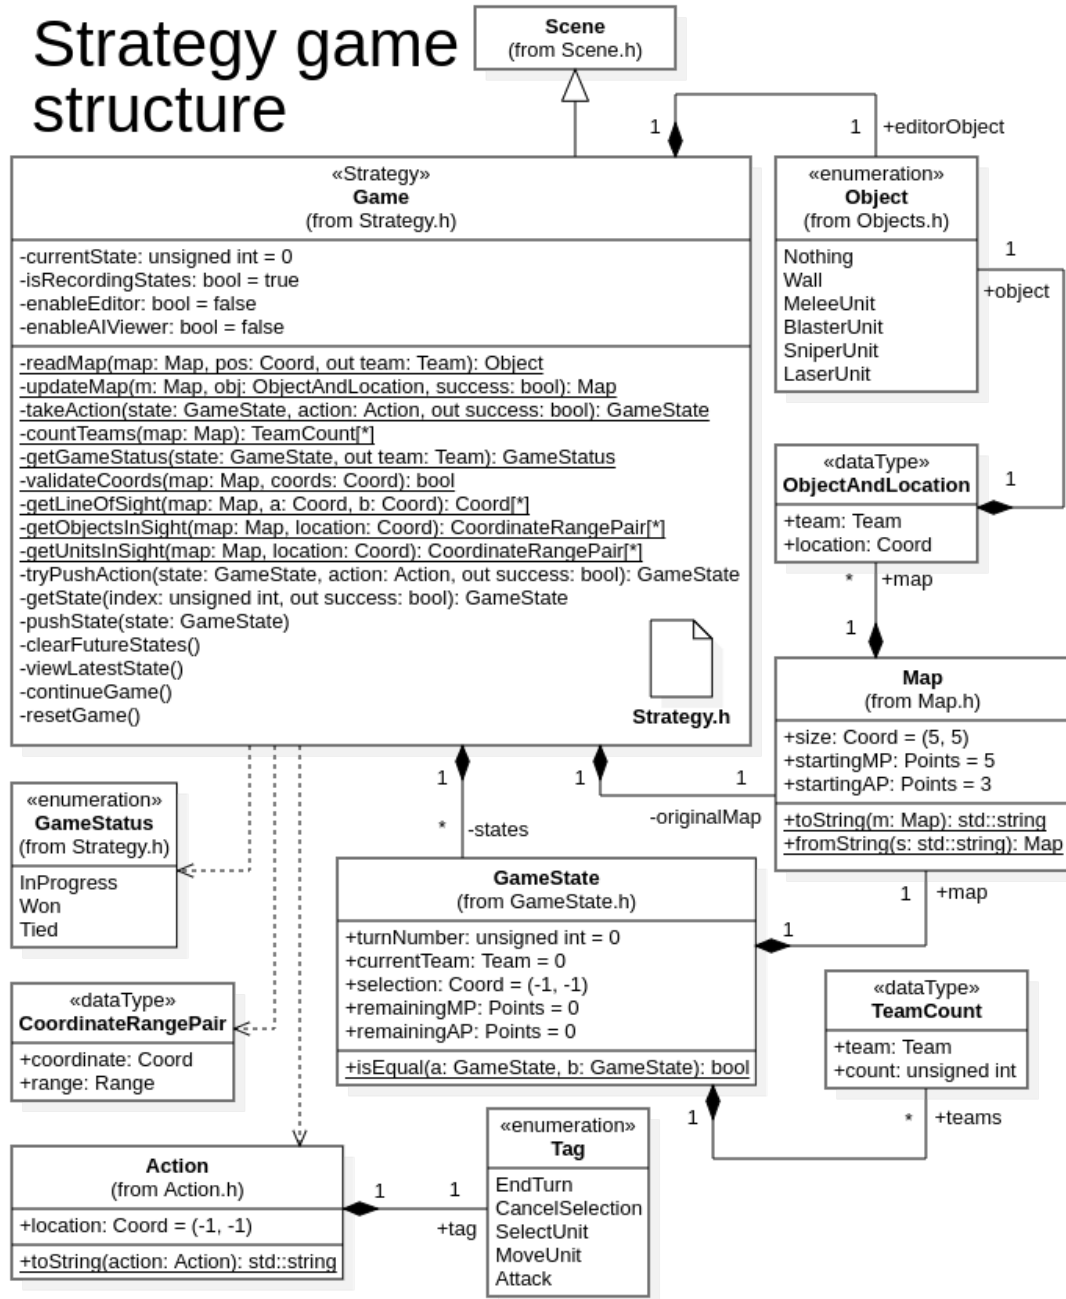 Strategy game
structure
Scene
(from Scene.h)
1
1
+editorObject
«Strategy»
Game
(from Strategy.h)
-currentState: unsigned int = 0
-isRecordingStates: bool = true
-enableEditor: bool = false
-enableAIViewer: bool = false
-readMap(map: Map, pos: Coord, out team: Team): Object
-updateMap(m: Map, obj: ObjectAndLocation, success: bool): Map
-takeAction(state: GameState, action: Action, out success: bool): GameState
-countTeams(map: Map): TeamCount[*]
-getGameStatus(state: GameState, out team: Team): GameStatus
-validateCoords(map: Map, coords: Coord): bool
-getLineOfSight(map: Map, a: Coord, b: Coord): Coord[*]
-getObjectsInSight(map: Map, location: Coord): CoordinateRangePair[*]
-getUnitsInSight(map: Map, location: Coord): CoordinateRangePair[*]
-tryPushAction(state: GameState, action: Action, out success: bool): GameState
-getState(index: unsigned int, out success: bool): GameState
-pushState(state: GameState)
-clearFutureStates()
-viewLatestState()
-continueGame()
-resetGame()
Strategy.h
«enumeration»
Object
(from Objects.h)
Nothing
Wall
MeleeUnit
BlasterUnit
SniperUnit
LaserUnit
1
+object
«dataType»
ObjectAndLocation
+team: Team
+location: Coord
1
* +map
1
Map
(from Map.h)
+size: Coord = (5, 5)
+startingMP: Points = 5
+startingAP: Points = 3
+toString(m: Map): std::string
+fromString(s: std::string): Map
1
* -states
1
1
-originalMap
«enumeration»
GameStatus
(from Strategy.h)
InProgress
Won
Tied
GameState
(from GameState.h)
+turnNumber: unsigned int = 0
+currentTeam: Team = 0
+selection: Coord = (-1, -1)
+remainingMP: Points = 0
+remainingAP: Points = 0
+isEqual(a: GameState, b: GameState): bool
1 +map
1
«dataType»
CoordinateRangePair
+coordinate: Coord
+range: Range
«dataType»
TeamCount
+team: Team
+count: unsigned int
1
* +teams
Action
(from Action.h)
+location: Coord = (-1, -1)
+toString(action: Action): std::string
1
1
+tag
«enumeration»
Tag
EndTurn
CancelSelection
SelectUnit
MoveUnit
Attack